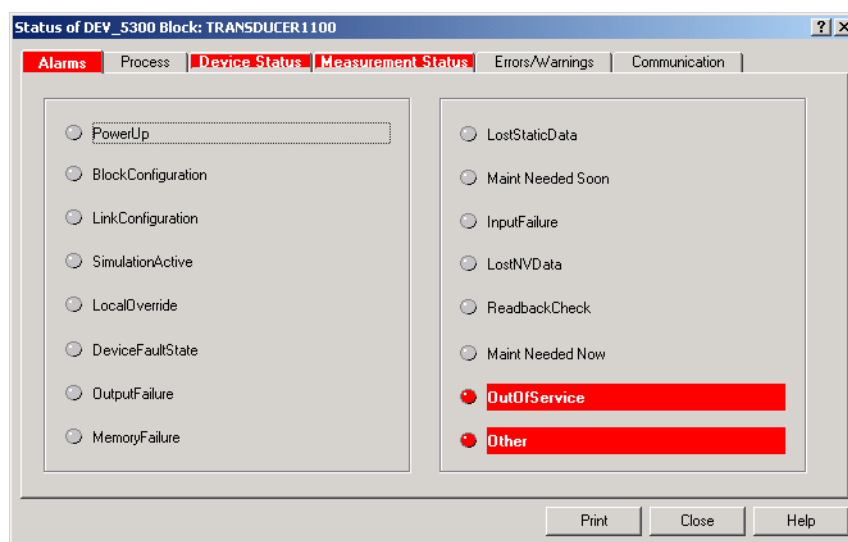 Status of DEV_5300 Block: TRANSDUCER1100
? X
Alarms Process Device Status Measurement Status Errors/Warnings Communication
PowerUp
BlockConfiguration
LinkConfiguration
SimulationActive
LocalOverride
DeviceFaultState
OutputFailure
MemoryFailure
LostStaticData
Maint Needed Soon
InputFailure
LostNVData
ReadbackCheck
Maint Needed Now
OutOfService
Other
Print Close Help